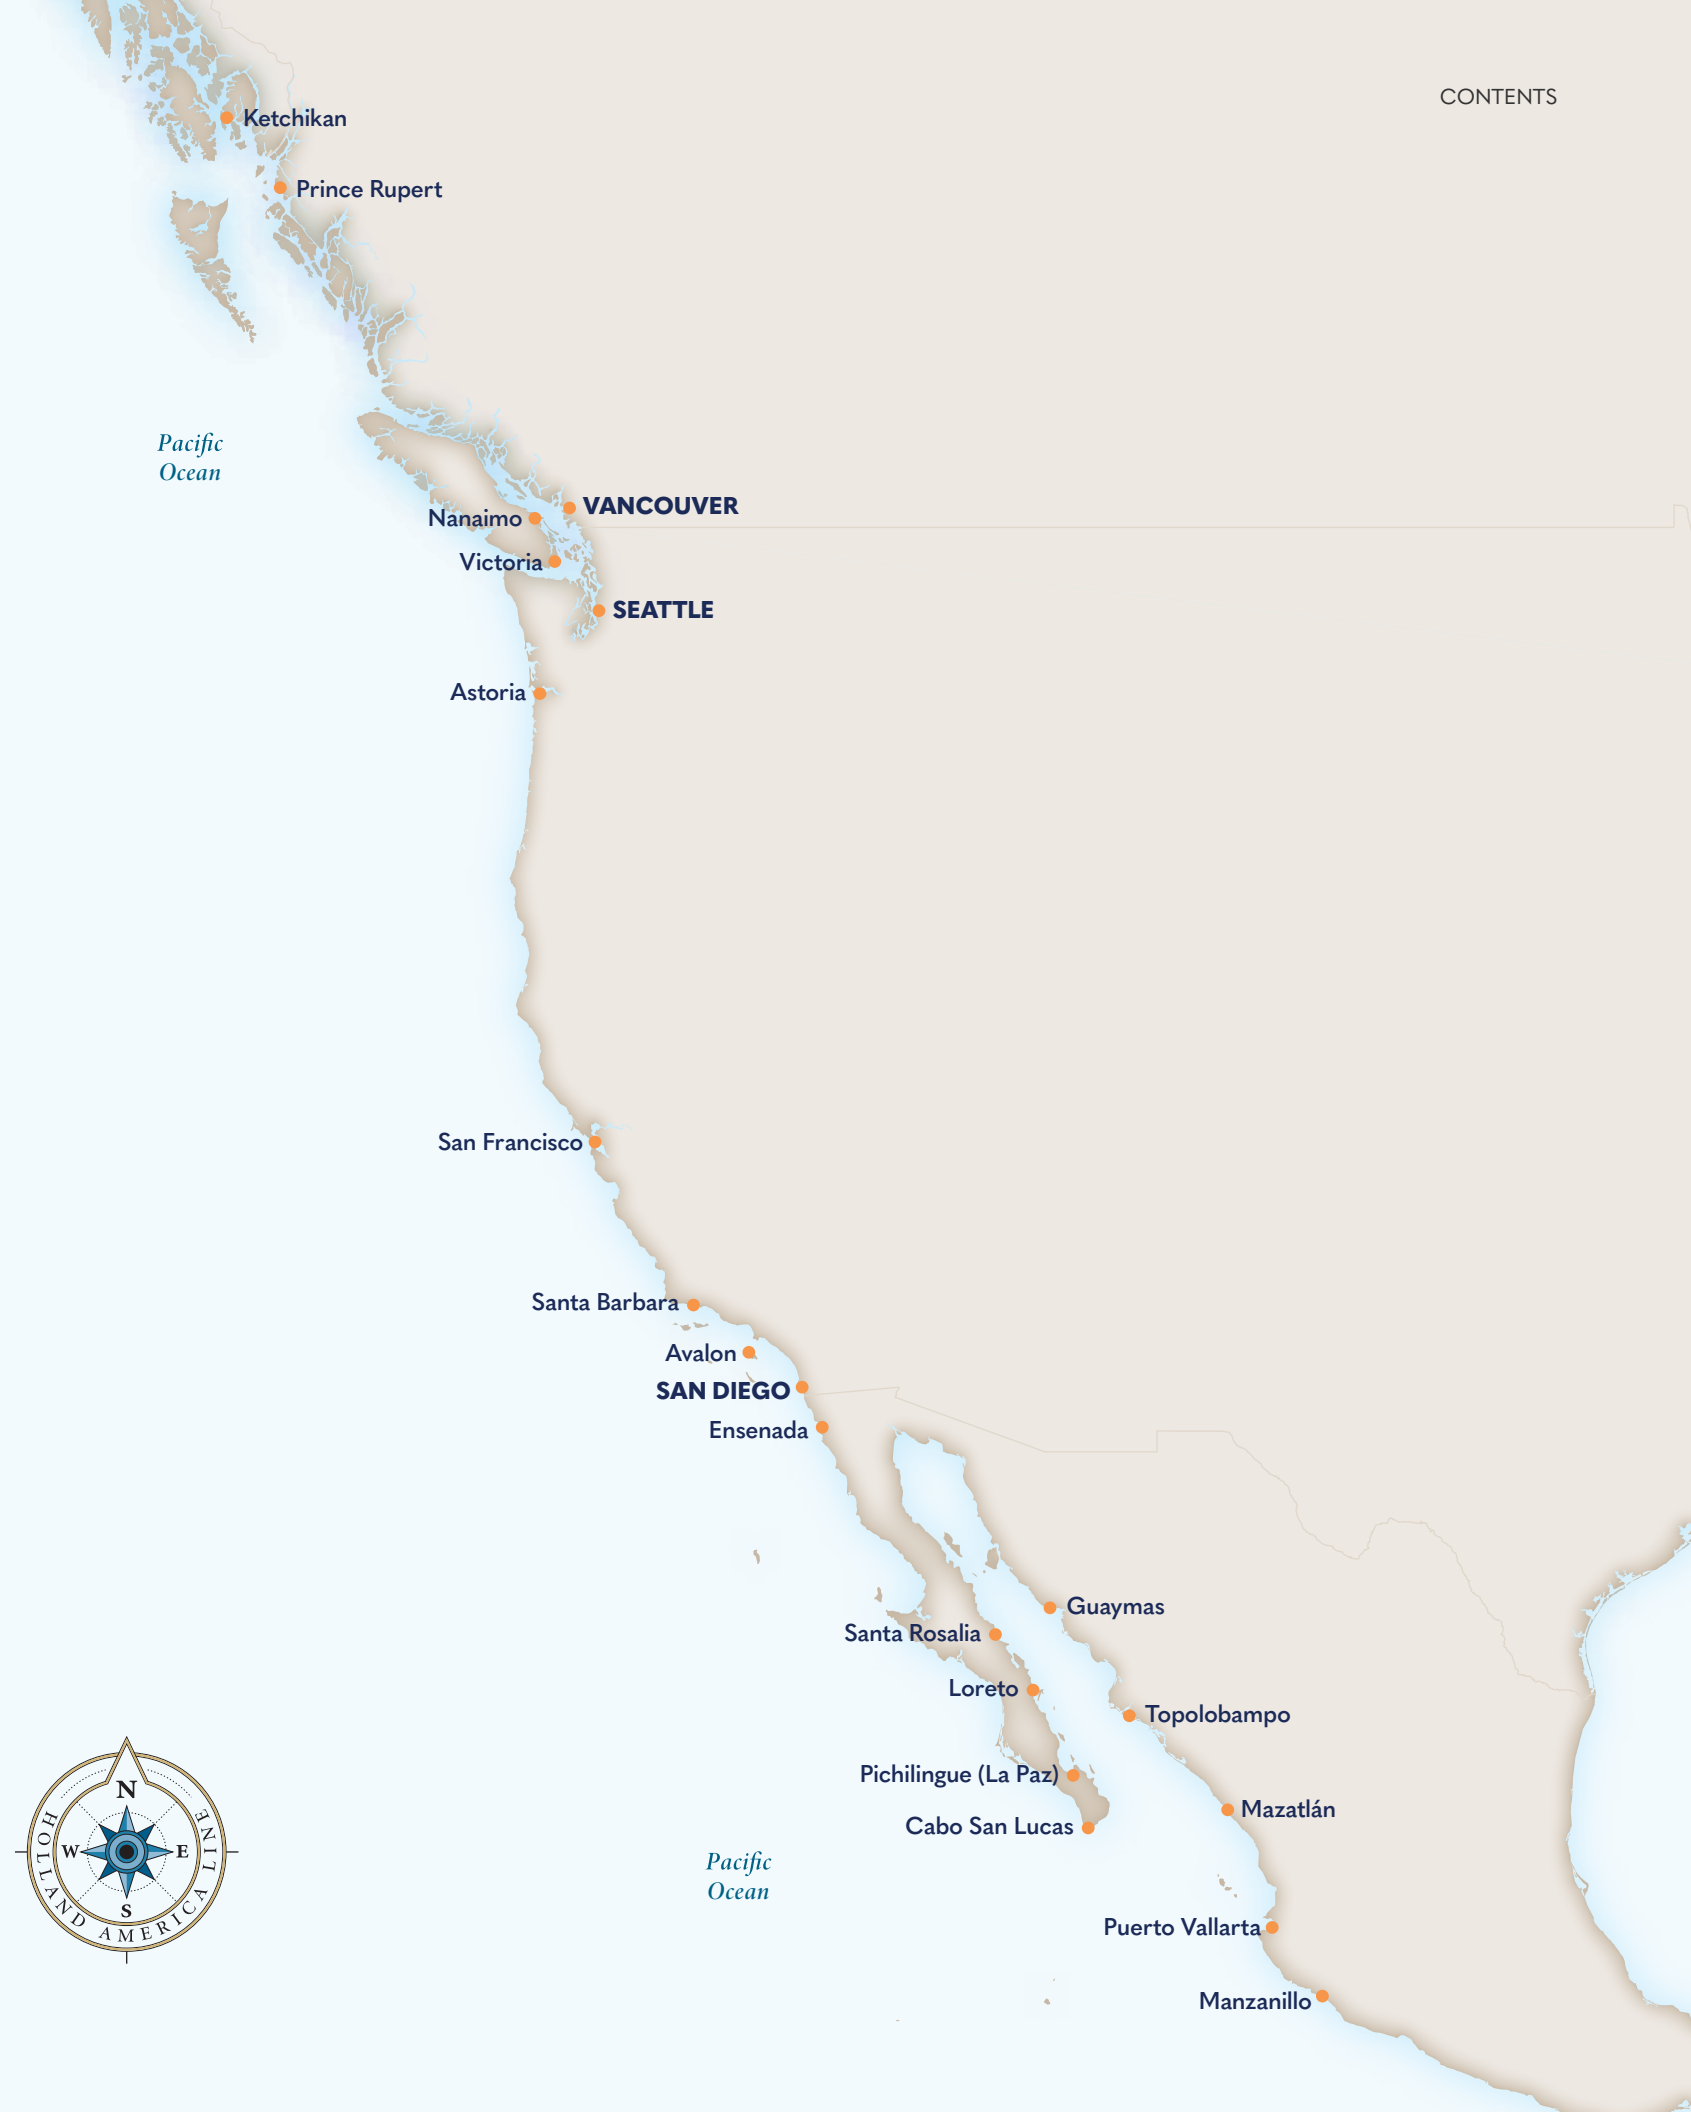 CONTENTS
Ketchikan
Prince Rupert
Pacific
Ocean
VANCOUVER
Nanaimo
Victoria
SEATTLE
Astoria
San Francisco
Santa Barbara
Avalon
SAN DIEGO
Ensenada
Guaymas
Santa Rosalia
Loreto
Topolobampo
Pichilingue (La Paz)
Mazatlán
Cabo San Lucas
Pacific
Ocean
Puerto Vallarta
Manzanillo
N
W
E
S
HOLLAND AMERICA LINE